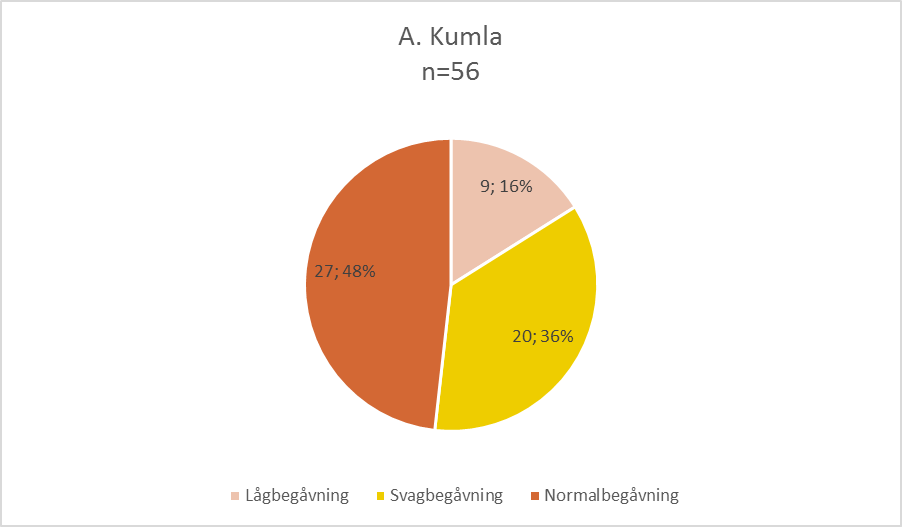 A. Kumla
n=56
9; 16%
27; 48%
20; 36%
Lågbegåvning Svagbegåvning Normalbegåvning